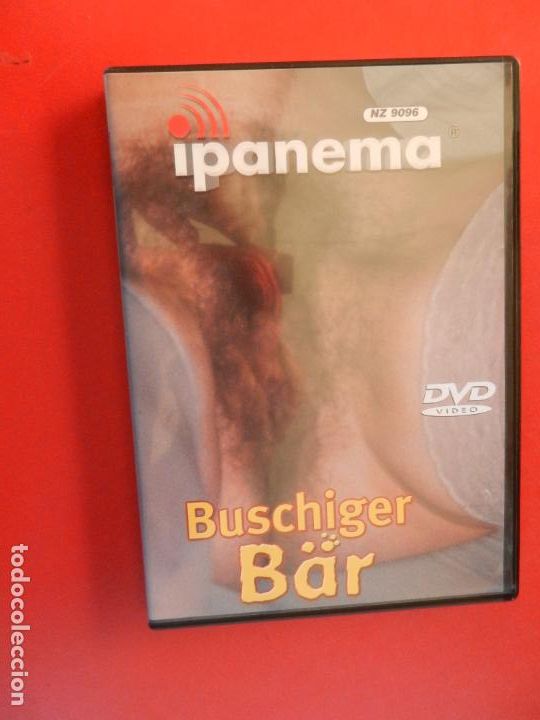 NZ 9096
ipanema ®
DVD
VIDEO
Buschiger
Bär
todocoleccion